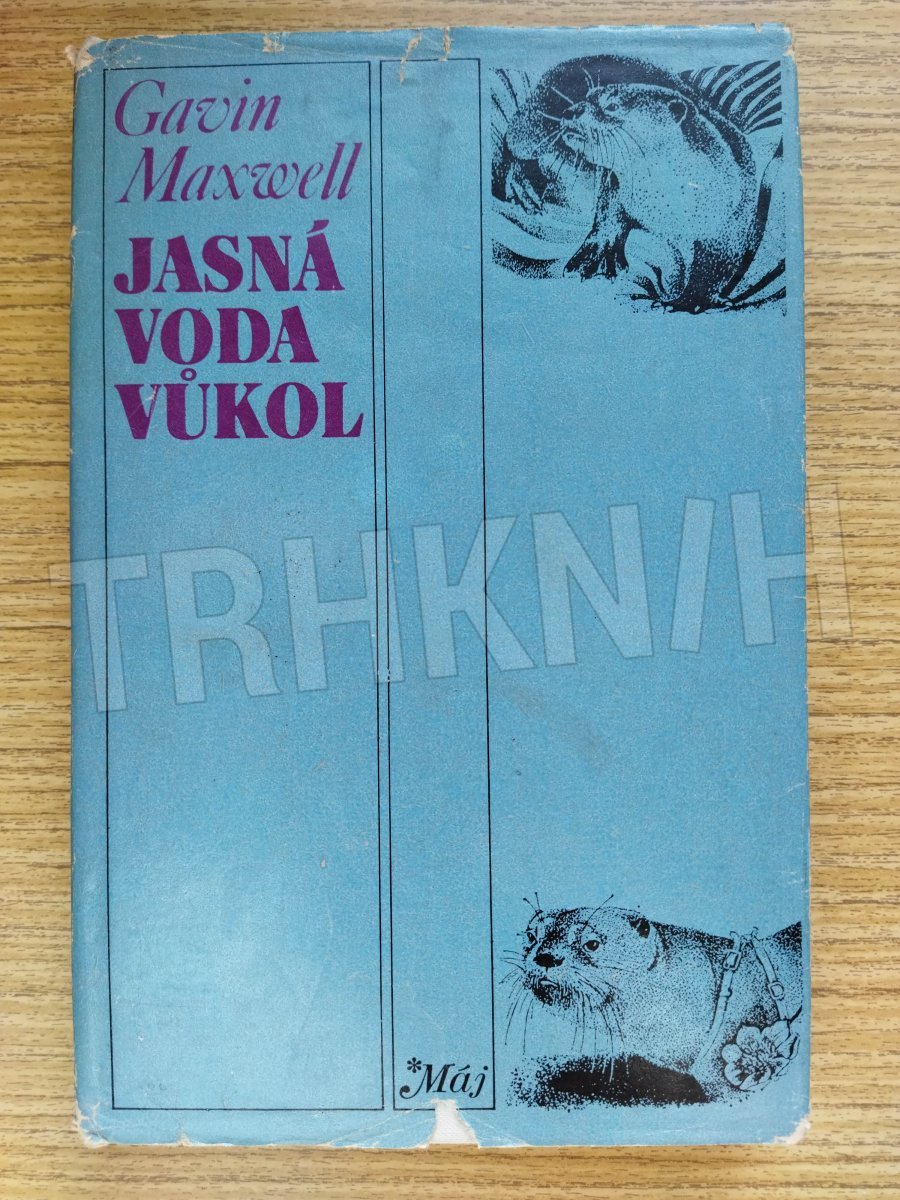 Gavin
Maxwell
JASNÁ
VODA
VŮKOL
TRHKNIH
*Máj